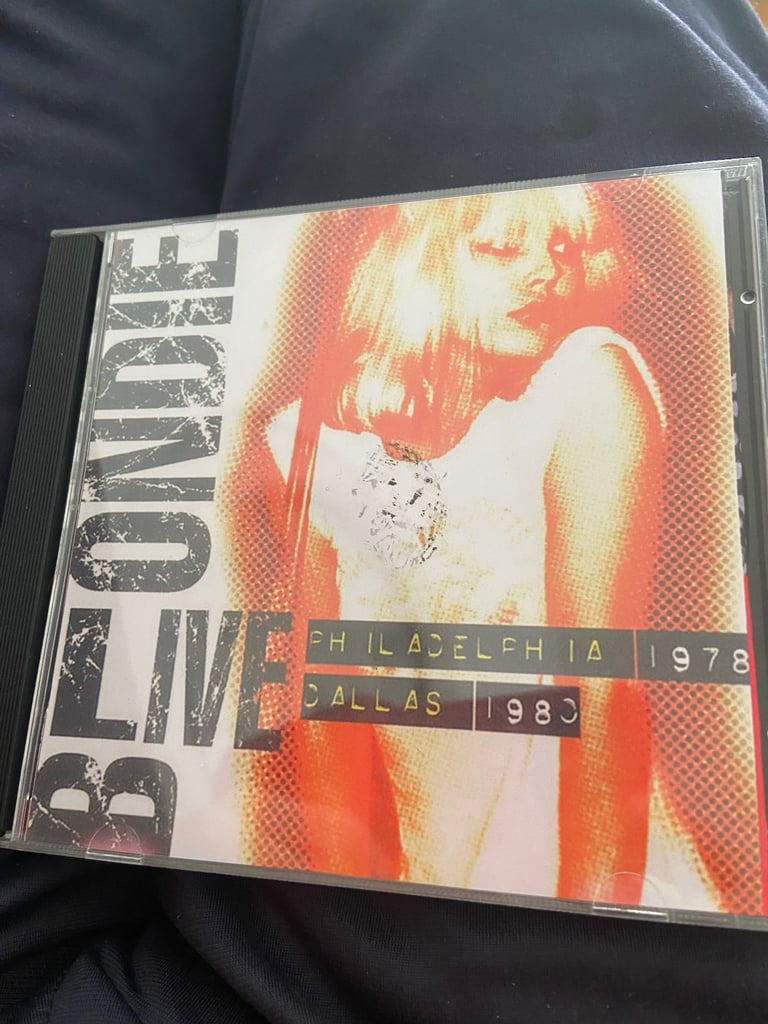 BLONDIE
LIVE
PHILADELPHIA 1978
DALLAS 1980